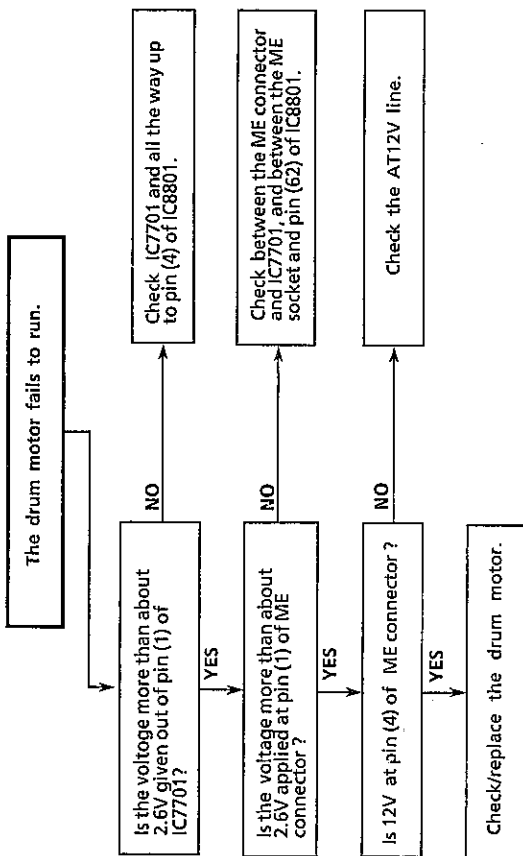 The drum motor fails to run.
Is the voltoge more than about
2.6V given out of pin (1) of
IC7701?
NO
Check IC7701 and all the way up
to pin (4) of IC8801.
YES
Is the voltage more than about
2.6V applied at pin (1) of ME
connector ?
NO
Check between the ME connector
and IC7701, and between the ME
socket and pin (62) of IC8801.
YES
Is 12V at pin (4) of ME connector ?
NO
Check the AT12V line.
YES
Check/replace the drum motor.